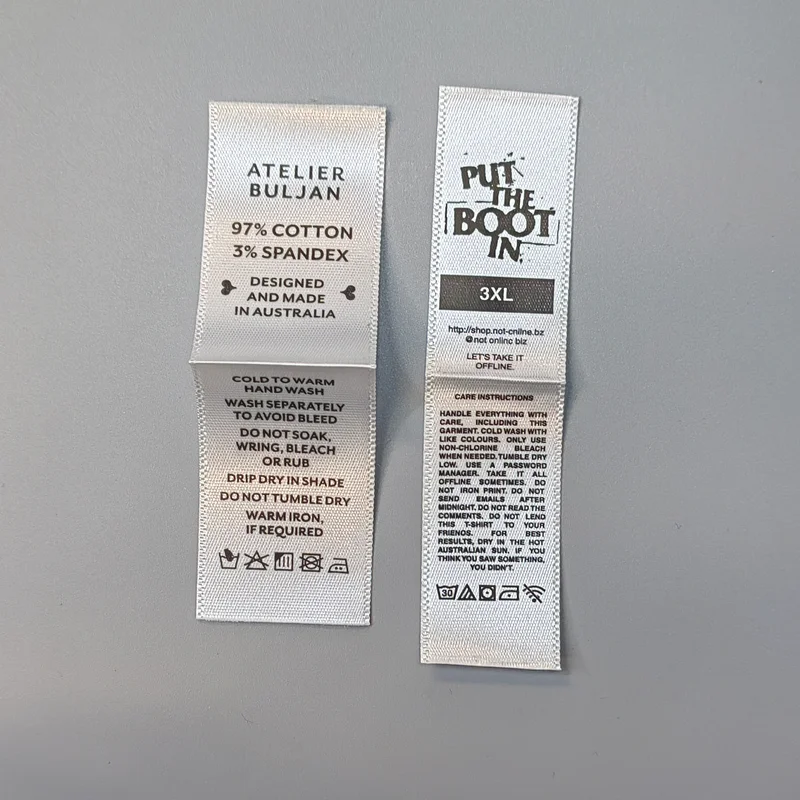 ATELIER
BULJAN
97% COTTON
3% SPANDEX
DESIGNED
AND MADE
IN AUSTRALIA
COLD TO WARM
HAND WASH
WASH SEPARATELY
TO AVOID BLEED
DO NOT SOAK,
WRING, BLEACH
OR RUB
DRIP DRY IN SHADE
DO NOT TUMBLE DRY
WARM IRON,
IF REQUIRED
PUT
THE
BOOT
IN
3XL
http://shop.not-cnilne.bz
@not onlinc biz
LET'S TAKE IT
OFFLINE.
CARE INSTRUCTIONS
HANDLE EVERYTHING WITH
CARE, INCLUDING THIS
GARMENT. COLD WASH WITH
LIKE COLOURS. ONLY USE
NON-CHLORINE BLEACH
WHEN NEEDED. TUMBLE DRY
LOW. USE A PASSWORD
MANAGER. TAKE IT ALL
OFFLINE SOMETIMES. DO
NOT IRON PRINT. DO NOT
SEND EMAILS AFTER
MIDNIGHT. DO NOT READ THE
COMMENTS. DO NOT LEND
THIS T-SHIRT TO YOUR
FRIENDS. FOR BEST
RESULTS, DRY IN THE HOT
AUSTRALIAN SUN. IF YOU
THINK YOU SAW SOMETHING,
YOU DIDN'T.
30